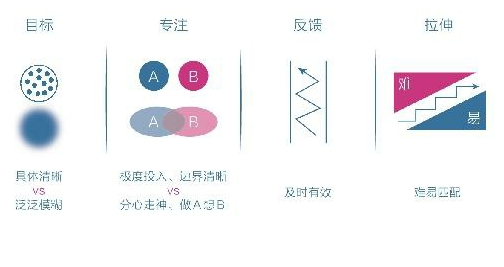 目标
专注
反馈
拉伸
A
B
A
B
难
易
具体清晰
vs
泛泛模糊
极度投入、边界清晰
vs
分心走神、做A想B
及时有效
难易匹配